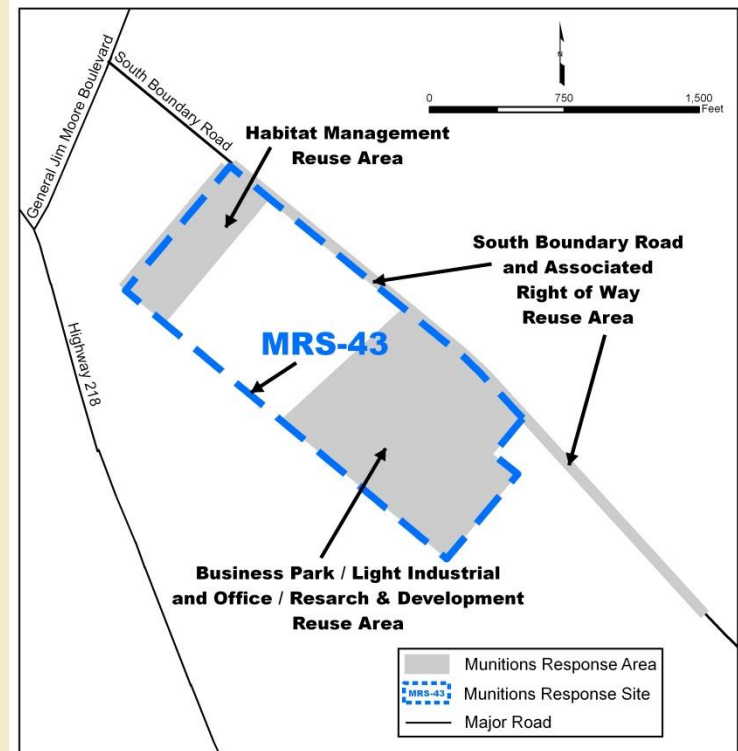 General Jim Moore Boulevard
South Boundary Road
N
0
750
1,500
Feet
Habitat Management
Reuse Area
South Boundary Road
and Associated
Right of Way
Reuse Area
MRS-43
Highway 218
Business Park / Light Industrial
and Office / Resarch & Development
Reuse Area
Munitions Response Area
MRS-43
Munitions Response Site
Major Road